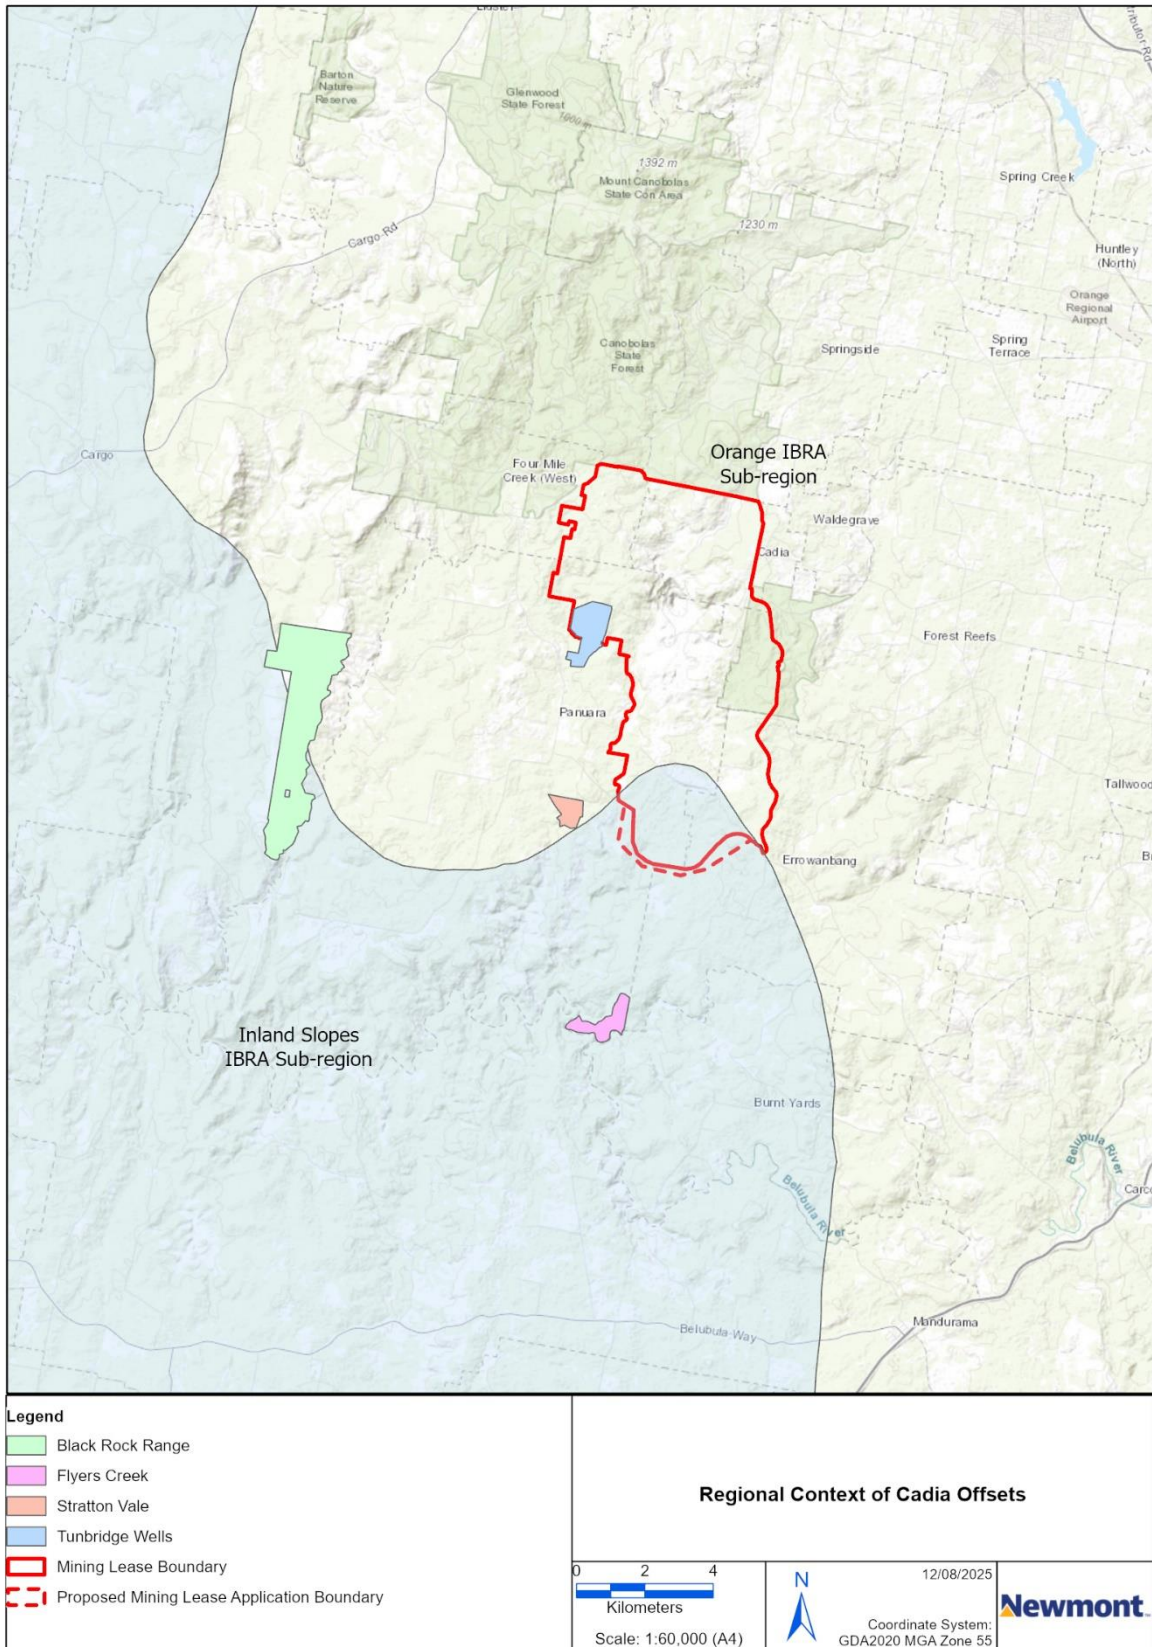 Barton
Nature
Reserve
Glenwood
State Forest
1000 m
1392 m
Mount Canobolas
State Con Area
1230 m
Spring Creek
Cargo Rd
Huntley
(North)
Orange
Regional
Airport
Canobolas
State
Forest
Springside
Spring
Terrace
Cargo
Four Mile
Creek (West)
Orange IBRA
Sub-region
Waldegrave
Cadia
Forest Reefs
Panuara
Tallwood
Errowanbang
Inland Slopes
IBRA Sub-region
Burnt Yards
Belubula River
Belubula River
Mandurama
Belubula Way
Legend
Black Rock Range
Flyers Creek
Stratton Vale
Tunbridge Wells
Mining Lease Boundary
Proposed Mining Lease Application Boundary
Regional Context of Cadia Offsets
0 2 4
Kilometers
Scale: 1:60,000 (A4)
N
12/08/2025
Coordinate System:
GDA2020 MGA Zone 55
Newmont